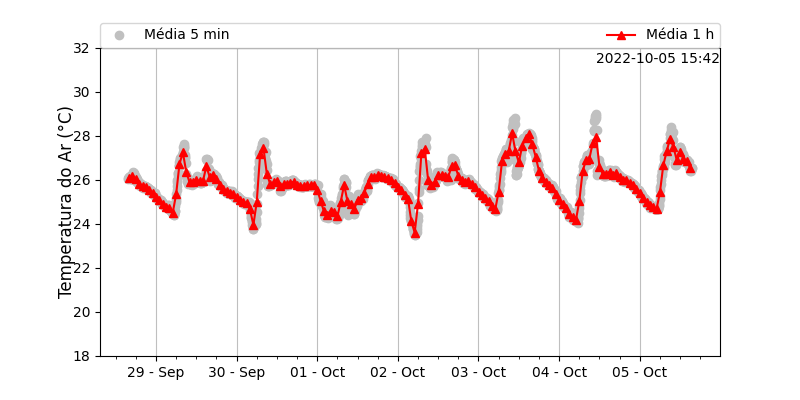 Média 5 min
Média 1 h
2022-10-05 15:42
Temperatura do Ar (°C)
32
30
28
26
24
22
20
18
29 - Sep
30 - Sep
01 - Oct
02 - Oct
03 - Oct
04 - Oct
05 - Oct